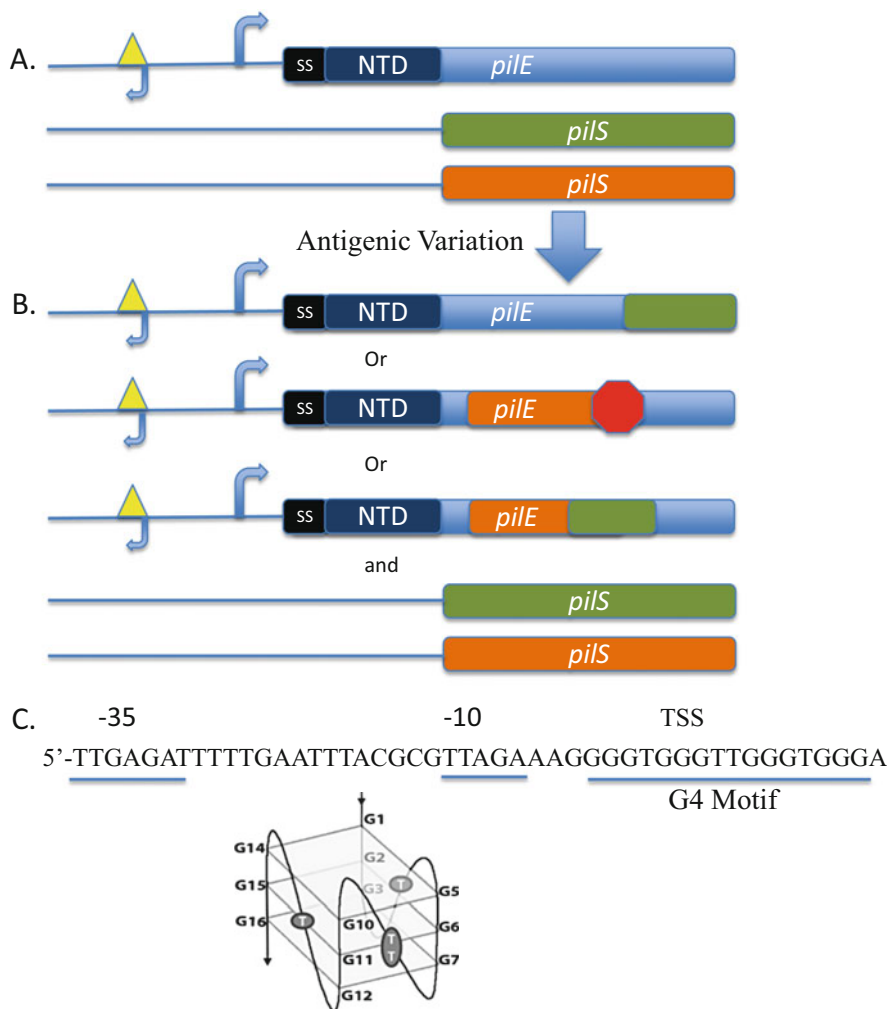 A.
SS NTD pilE
pilS
pilS
Antigenic Variation
B.
SS NTD pilE
Or
SS NTD pilE
Or
SS NTD pilE
and
pilS
pilS
C. -35 -10 TSS
5’-TTGAGATTTTTGAATTTACGCGTTAGAAAGGGGTGGGTTGGGTGGGA
G4 Motif
G1
G14 G2
G15 G3 T G5
G16 T G10 G6
G11 T T G7
G12